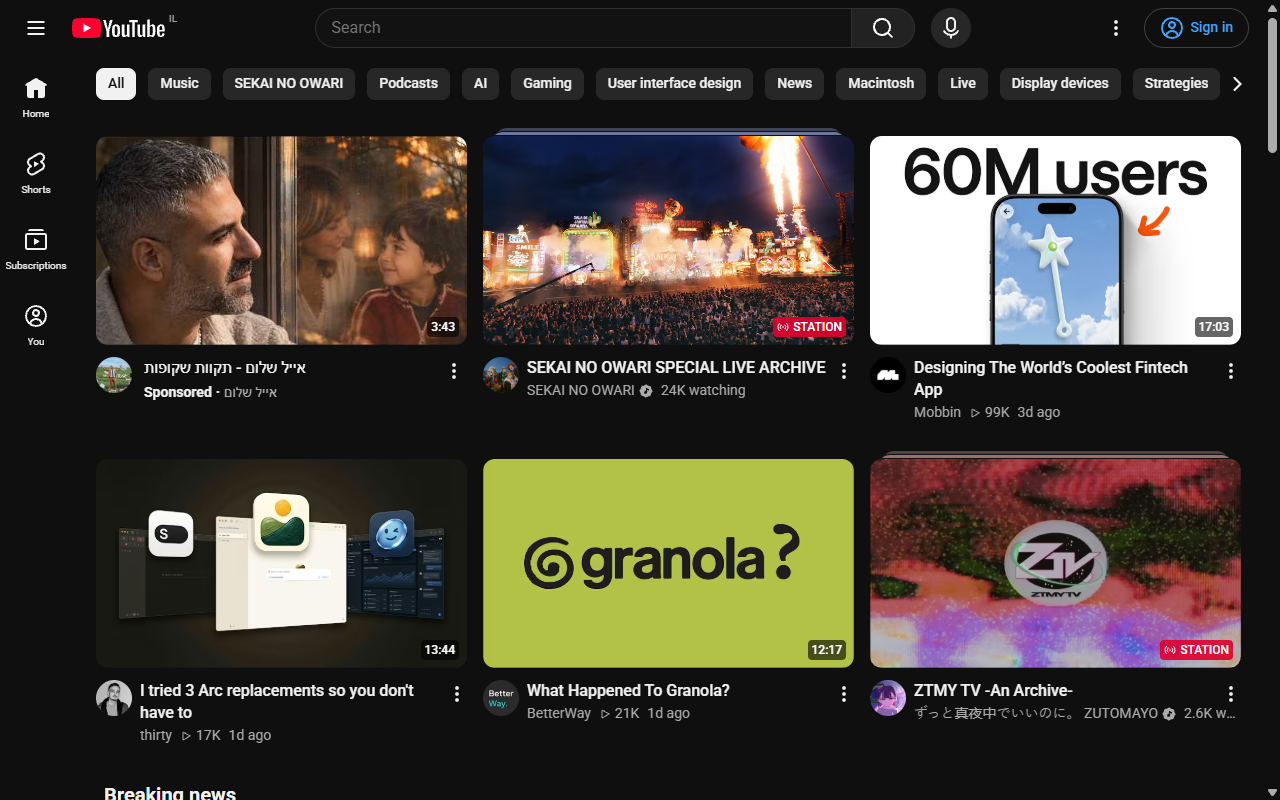 YouTube IL
Search
Sign in
Home
Shorts
Subscriptions
You
All
Music
SEKAI NO OWARI
Podcasts
AI
Gaming
User interface design
News
Macintosh
Live
Display devices
Strategies
3:43
אייל שלום - תקוות שקופות
Sponsored · אייל שלום
SMILE
STATION
SEKAI NO OWARI SPECIAL LIVE ARCHIVE
SEKAI NO OWARI 24K watching
60M users
17:03
Designing The World’s Coolest Fintech
App
Mobbin 99K 3d ago
S
13:44
I tried 3 Arc replacements so you don't
have to
thirty 17K 1d ago
granola?
12:17
Better
Way.
What Happened To Granola?
BetterWay 21K 1d ago
ZTV
ZTMY TV
STATION
ZTMY TV -An Archive-
ずっと真夜中でいいのに。 ZUTOMAYO 2.6K w…
Breaking news